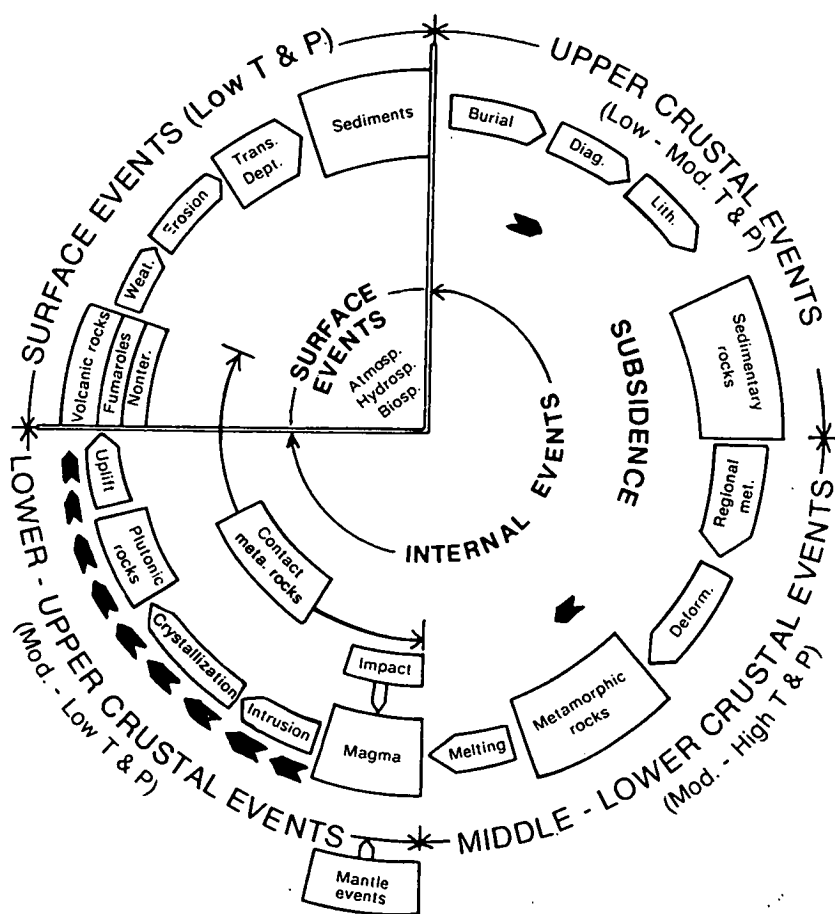 SURFACE EVENTS (Low T & P)
UPPER CRUSTAL EVENTS
(Low - Mod. T & P)
Sediments
Burial
Trans.
Dept.
Diag.
Erosion
Lith.
Weat.
SURFACE
EVENTS
Atmosp.
Hydrosp.
Biosp.
SUBSIDENCE
Sedimentary
rocks
Volcanic rocks
Fumaroles
Nonter.
INTERNAL EVENTS
Uplift
Regional
met.
Plutonic
rocks
Contact
meta. rocks
Deform.
Crystallization
Impact
Metamorphic
rocks
Intrusion
Magma
Melting
LOWER - UPPER CRUSTAL EVENTS
(Mod. - Low T & P)
MIDDLE - LOWER CRUSTAL EVENTS
(Mod. - High T & P)
Mantle
events